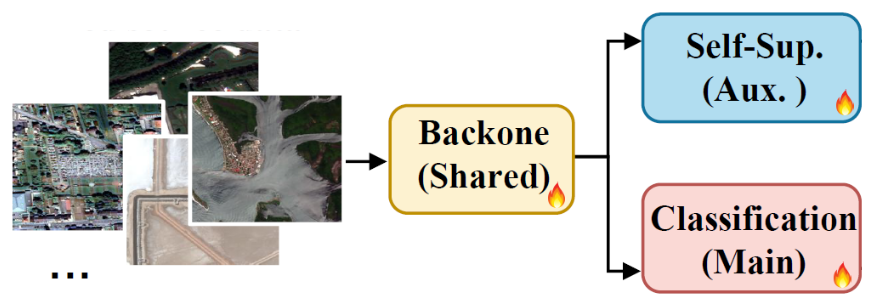 Self-Sup.
(Aux. )
Backone
(Shared)
Classification
(Main)
...